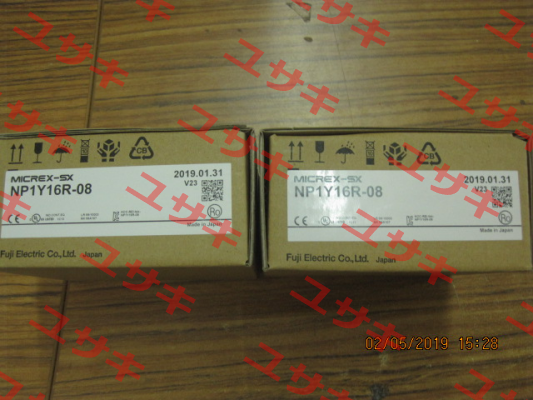 MICREX-SX
2019.01.31
NP1Y16R-08
V23
Made in Japan
Fuji Electric Co.,Ltd. Japan
MICREX-SX
2019.01.31
NP1Y16R-08
V23
Made in Japan
Fuji Electric Co.,Ltd. Japan
02/05/2019 15:28
ユサキ
ユサキ
ユサキ
ユサキ
ユサキ
ユサキ
ユサキ
ユサキ
ユサキ